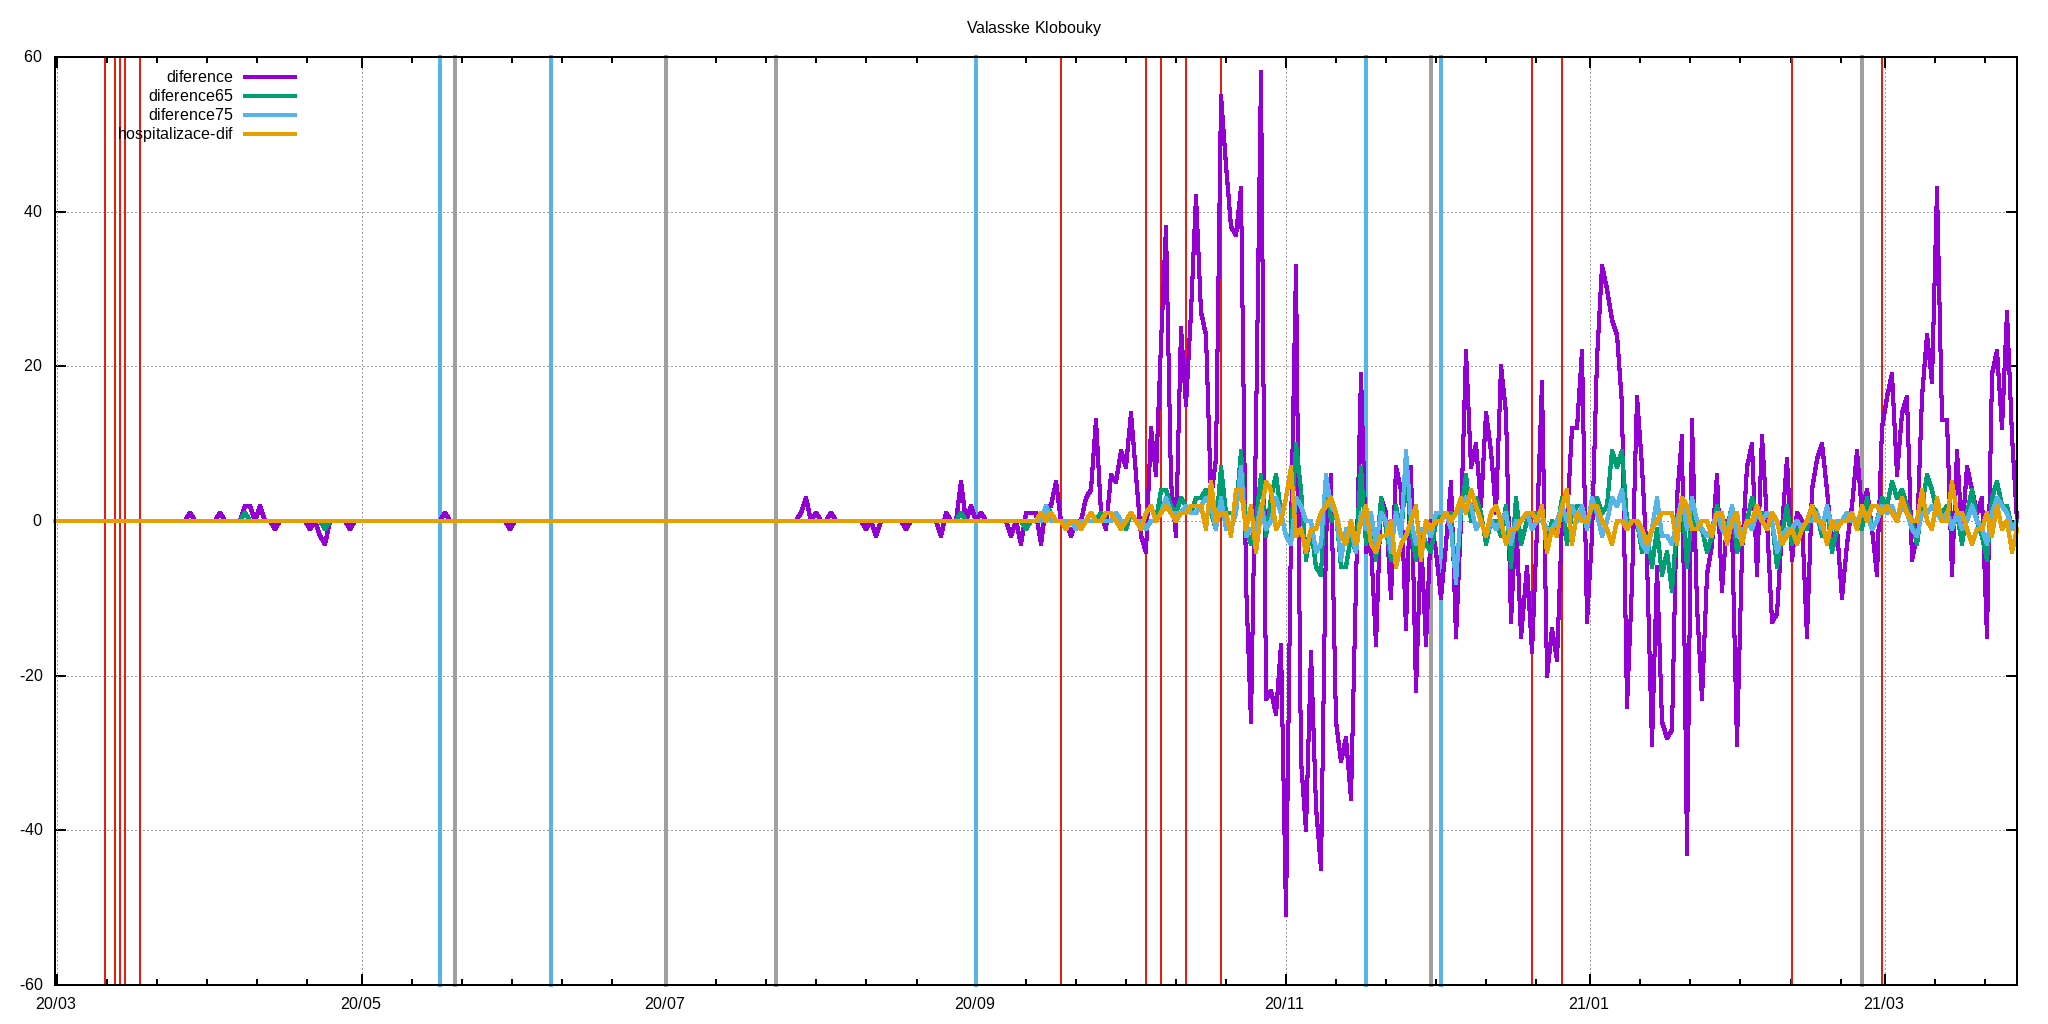 Valasske Klobouky
60
diference
diference65
diference75
hospitalizace-dif
40
20
0
-20
-40
-60
20/03 20/05 20/07 20/09 20/11 21/01 21/03